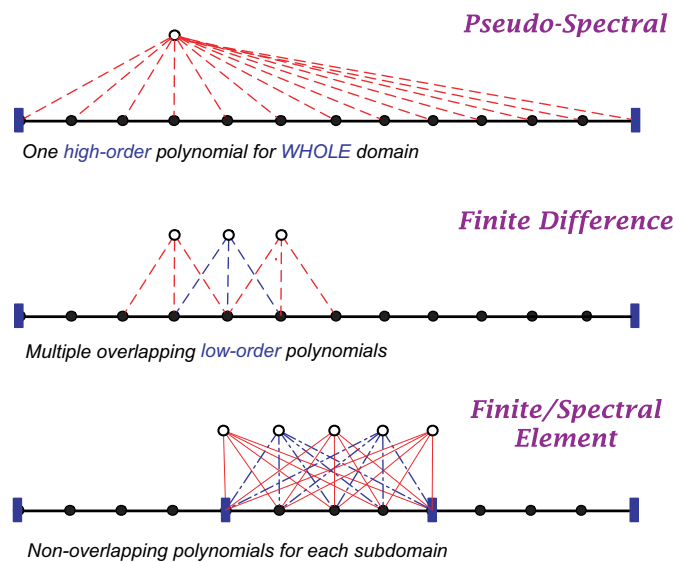 Pseudo-Spectral
One high-order polynomial for WHOLE domain
Finite Difference
Multiple overlapping low-order polynomials
Finite/Spectral
Element
Non-overlapping polynomials for each subdomain